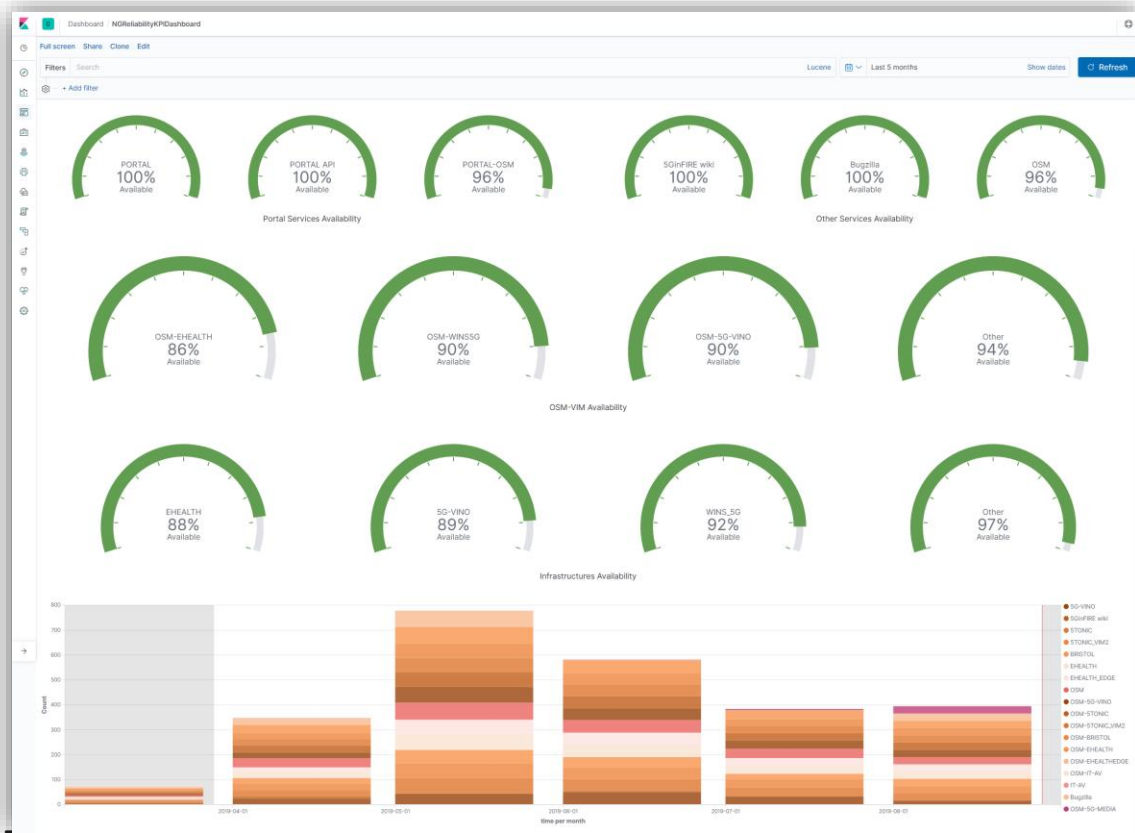 Dashboard / NGReliabilityKPIDashboard
Full screen Share Clone Edit
Filters Search Lucene Last 5 months Show dates Refresh
+ Add filter
PORTAL
100%
Available
PORTAL API
100%
Available
PORTAL-OSM
96%
Available
5GinFIRE wiki
100%
Available
Bugzilla
100%
Available
OSM
96%
Available
Portal Services Availability
Other Services Availability
OSM-EHEALTH
86%
Available
OSM-WINS5G
90%
Available
OSM-5G-VINO
90%
Available
Other
94%
Available
OSM-VIM Availability
EHEALTH
88%
Available
5G-VINO
89%
Available
WINS_5G
92%
Available
Other
97%
Available
Infrastructures Availability
Count
800
700
600
500
400
300
200
100
0
2019-04-01
2019-05-01
2019-06-01
2019-07-01
2019-08-01
time per month
5G-VINO
5GinFIRE wiki
5TONIC
5TONIC_VIM2
BRISTOL
EHEALTH
EHEALTH_EDGE
OSM
OSM-5G-VINO
OSM-5TONIC
OSM-5TONIC_VIM2
OSM-BRISTOL
OSM-EHEALTH
OSM-EHEALTHEDGE
OSM-IT-AV
IT-AV
Bugzilla
OSM-5G-MEDIA